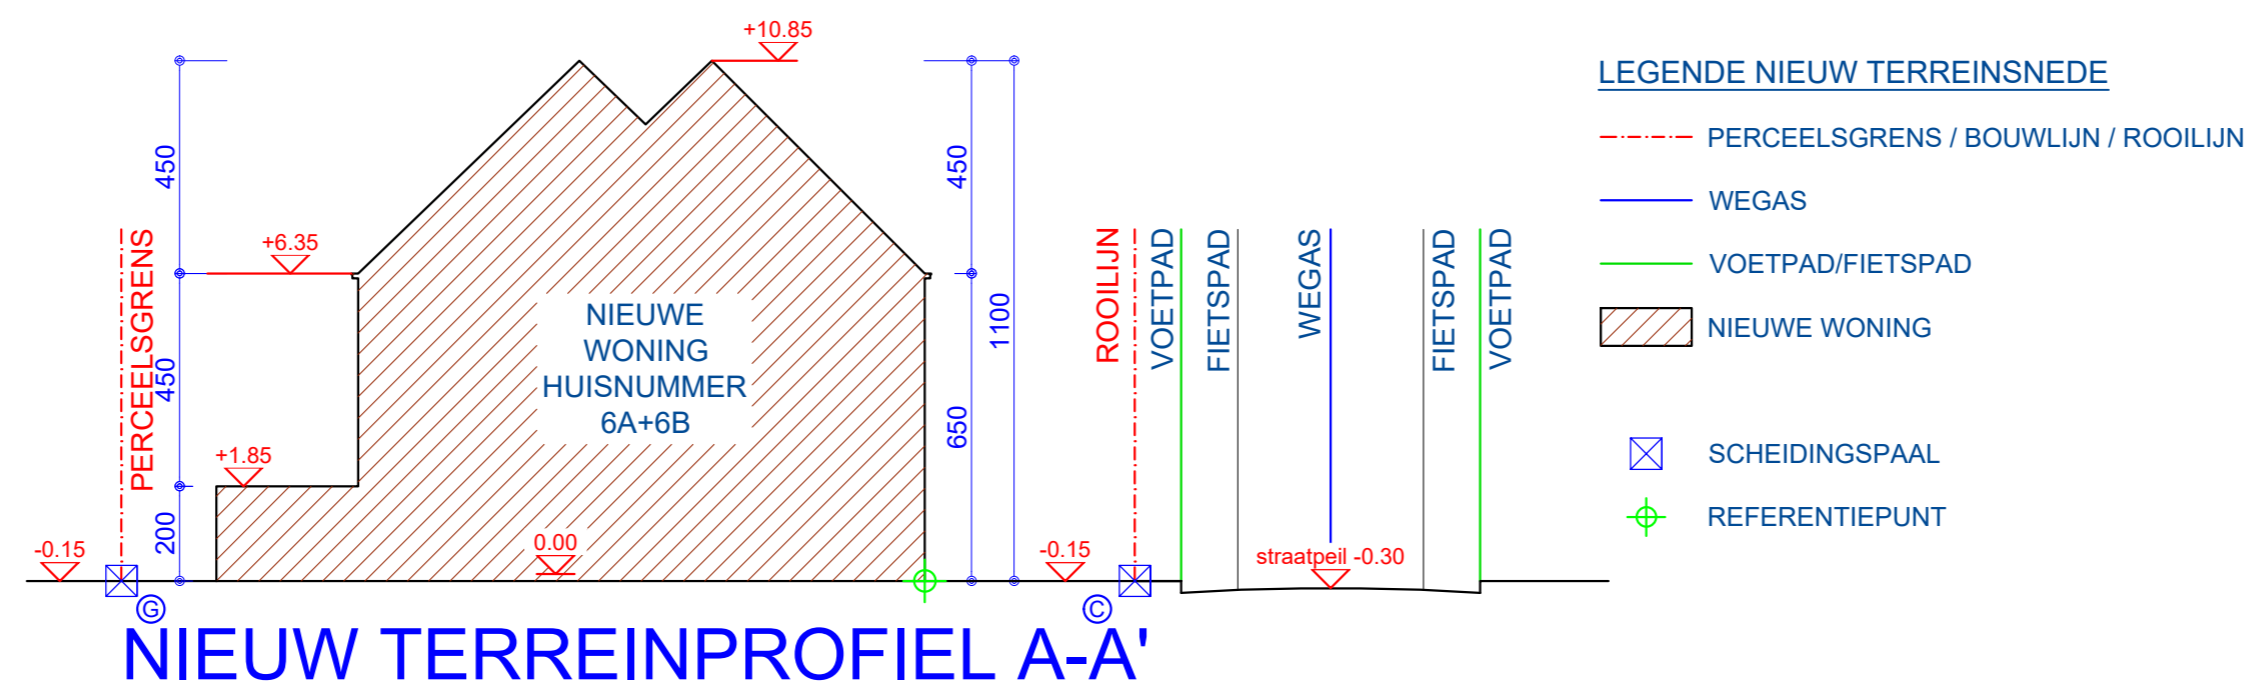 +10.85
450
450
+6.35
PERCEELSGRENS
450
1100
NIEUWE
WONING
HUISNUMMER
6A+6B
650
+1.85
200
-0.15
0.00
-0.15
ROOILIJN
VOETPAD
FIETSPAD
WEGAS
FIETSPAD
VOETPAD
straatpeil -0.30
G
C
NIEUW TERREINPROFIEL A-A'
LEGENDE NIEUW TERREINSNEDE
PERCEELSGRENS / BOUWLIJN / ROOILIJN
WEGAS
VOETPAD/FIETSPAD
NIEUWE WONING
SCHEIDINGSPAAL
REFERENTIEPUNT